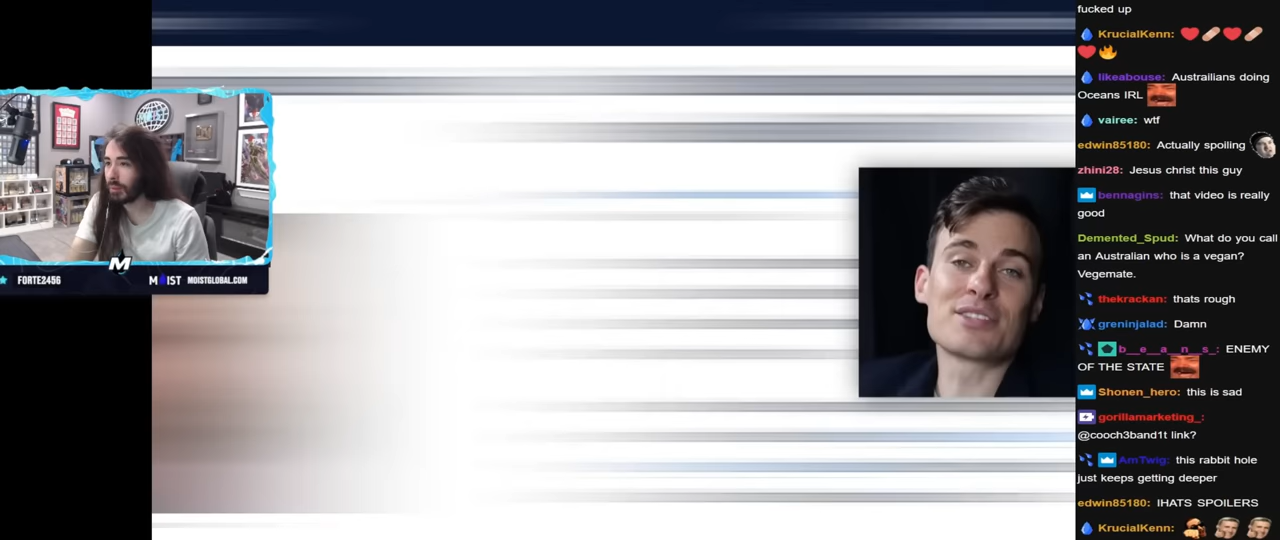 FORTE2456
M
MOIST
MOISTGLOBAL.COM
fucked up
KrucialKenn:
likeabouse: Austrailians doing
Oceans IRL
vairee: wtf
edwin85180: Actually spoiling
zhini28: Jesus christ this guy
bennagins: that video is really
good
Demented_Spud: What do you call
an Australian who is a vegan?
Vegemate.
thekrackan: thats rough
greninjalad: Damn
b__e__a__n__s_: ENEMY
OF THE STATE
Shonen_hero: this is sad
gorillamarketing_:
@cooch3band1t link?
AmTwig: this rabbit hole
just keeps getting deeper
edwin85180: IHATS SPOILERS
KrucialKenn: